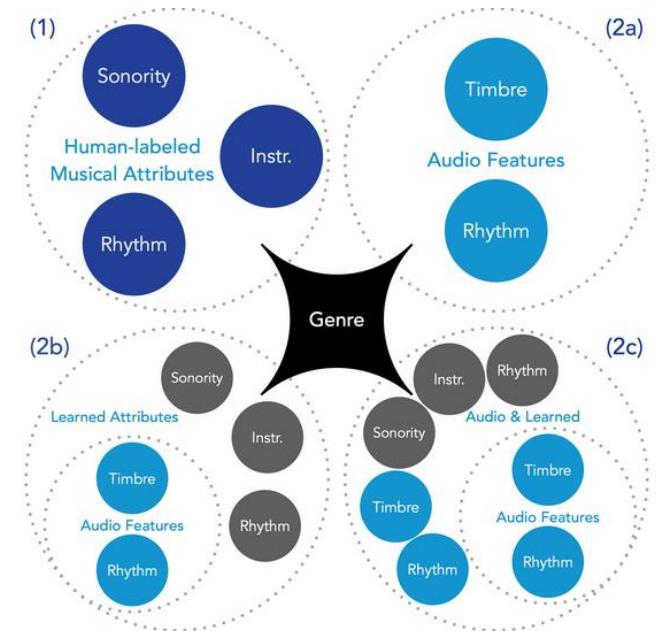 (1)
Sonority
Human-labeled
Musical Attributes
Instr.
Rhythm
(2a)
Timbre
Audio Features
Rhythm
Genre
(2b)
Sonority
Learned Attributes
Instr.
Timbre
Audio Features
Rhythm
Rhythm
(2c)
Instr.
Rhythm
Audio & Learned
Sonority
Timbre
Timbre
Audio Features
Rhythm
Rhythm